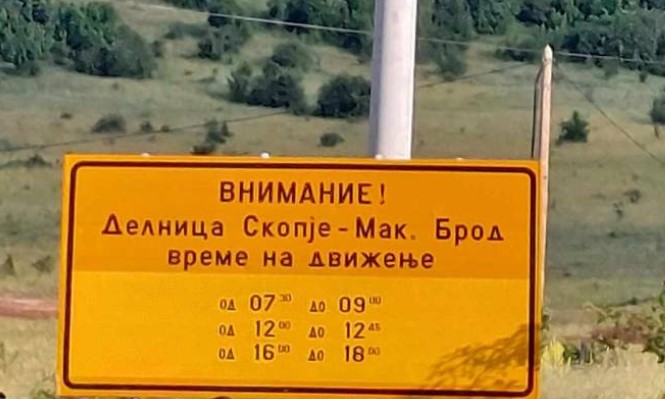 ВНИМАНИЕ!
Делница Скопје - Мак. Брод
време на движење
од 07³⁰ до 09⁰⁰
од 12⁰⁰ до 12⁴⁵
од 16⁰⁰ до 18⁰⁰